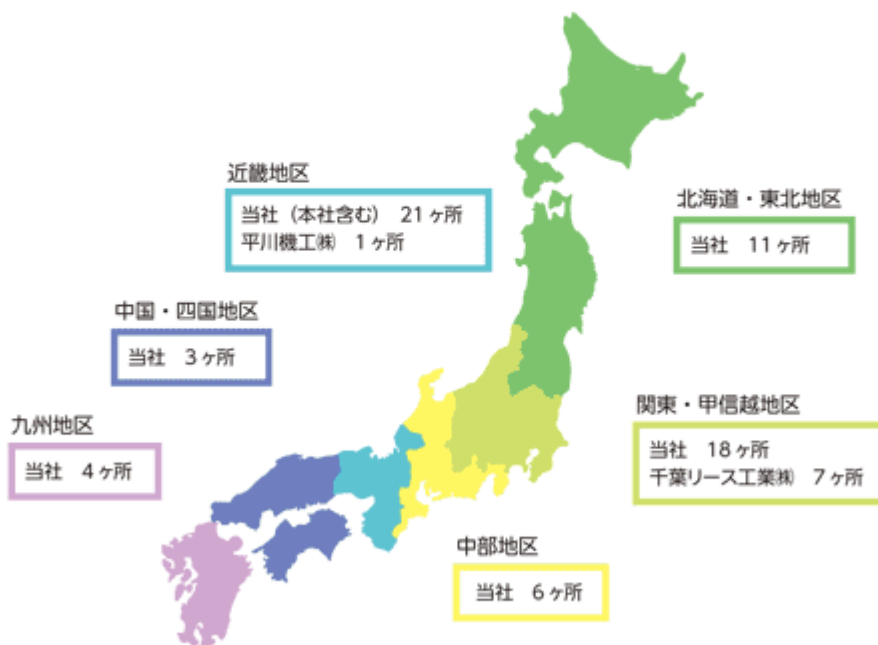 近畿地区
当社（本社含む） 21ヶ所
平川機工㈱ 1ヶ所
北海道・東北地区
当社 11ヶ所
中国・四国地区
当社 3ヶ所
関東・甲信越地区
当社 18ヶ所
千葉リース工業㈱ 7ヶ所
九州地区
当社 4ヶ所
中部地区
当社 6ヶ所